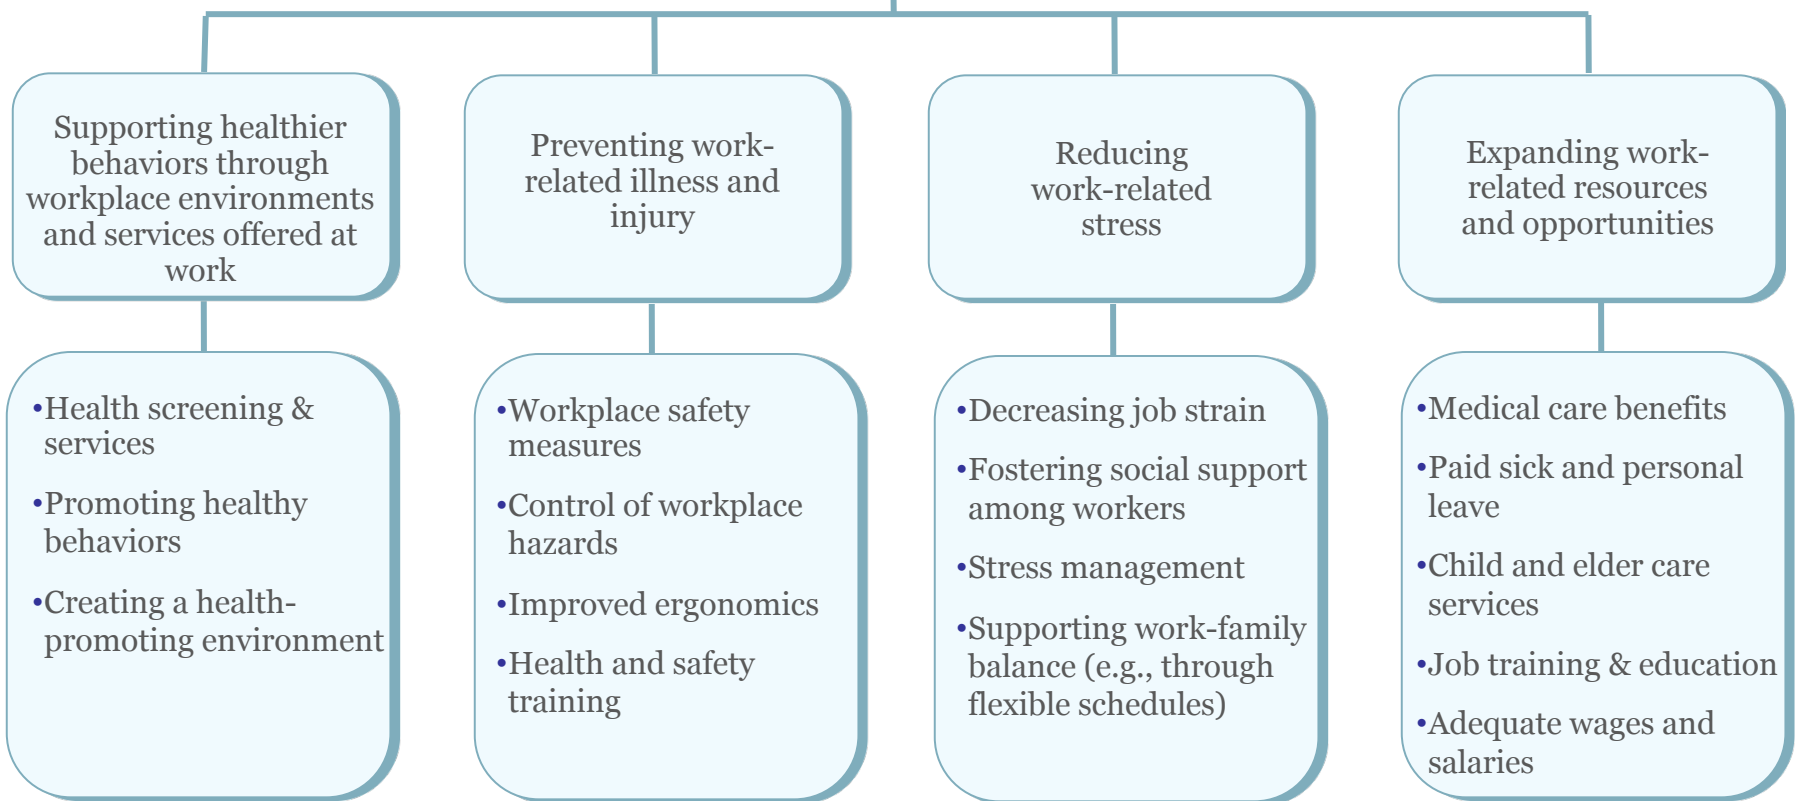 Supporting healthier
behaviors through
workplace environments
and services offered at
work
Preventing work-
related illness and
injury
Reducing
work-related
stress
Expanding work-
related resources
and opportunities
•Health screening &
services
•Promoting healthy
behaviors
•Creating a health-
promoting environment
•Workplace safety
measures
•Control of workplace
hazards
•Improved ergonomics
•Health and safety
training
•Decreasing job strain
•Fostering social support
among workers
•Stress management
•Supporting work-family
balance (e.g., through
flexible schedules)
•Medical care benefits
•Paid sick and personal
leave
•Child and elder care
services
•Job training & education
•Adequate wages and
salaries